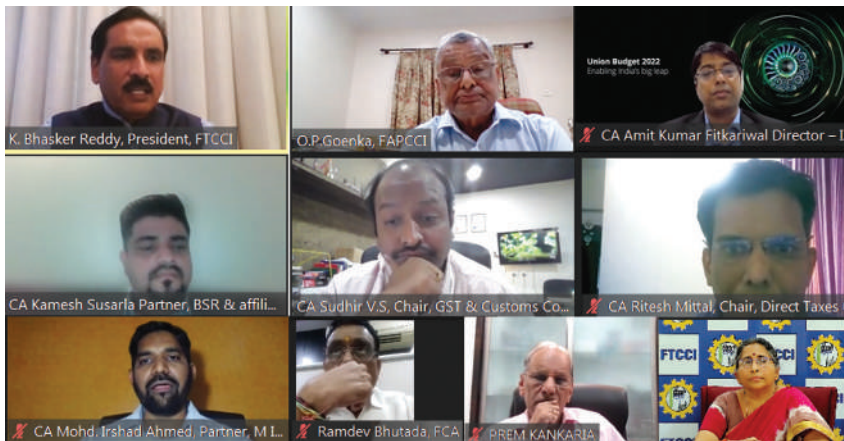 K. Bhasker Reddy, President, FTCCI
O.P.Goenka, FAPCCI
Union Budget 2022
Enabling India's big leap
CA Amit Kumar Fitkariwal Director – I
CA Kamesh Susarla Partner, BSR & affili...
CA Sudhir V.S, Chair, GST & Customs Co...
CA Ritesh Mittal, Chair, Direct Taxes
CA Mohd. Irshad Ahmed, Partner, M I...
Ramdev Bhutada, FCA
PREM KANKARIA
FTCCI
FTCCI